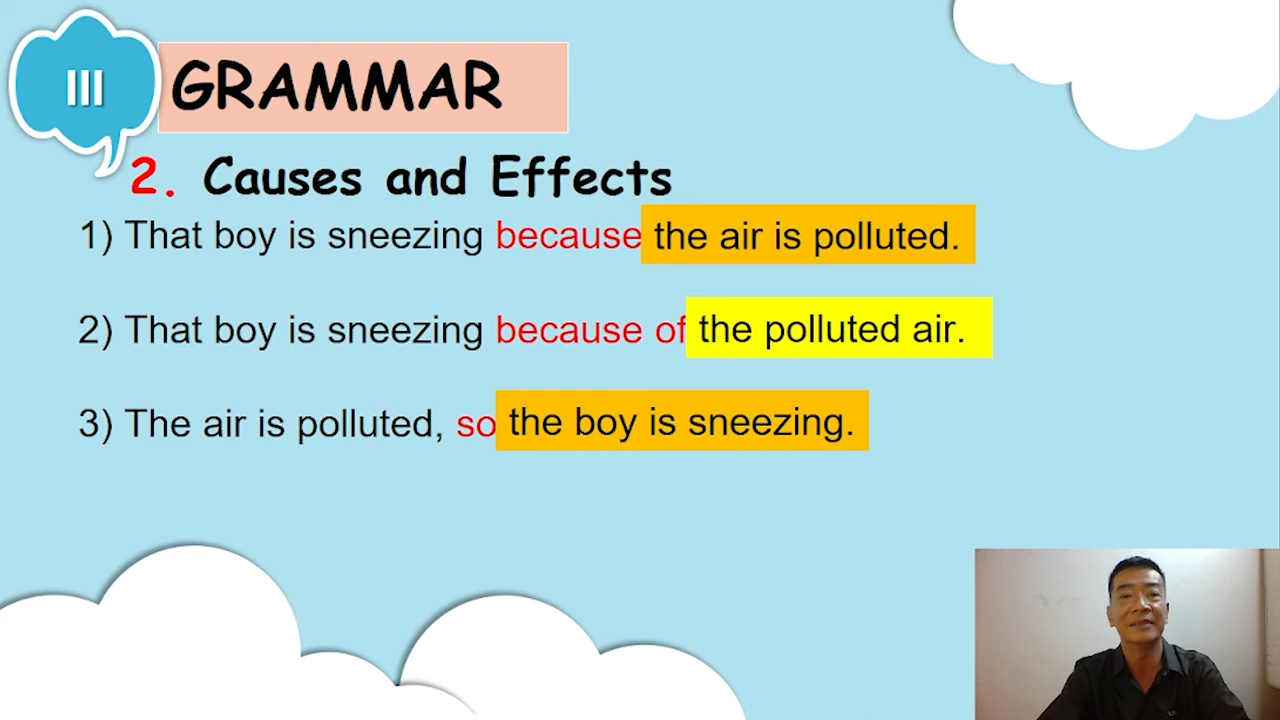 III
GRAMMAR
2. Causes and Effects
1) That boy is sneezing because the air is polluted.
2) That boy is sneezing because of the polluted air.
3) The air is polluted, so the boy is sneezing.